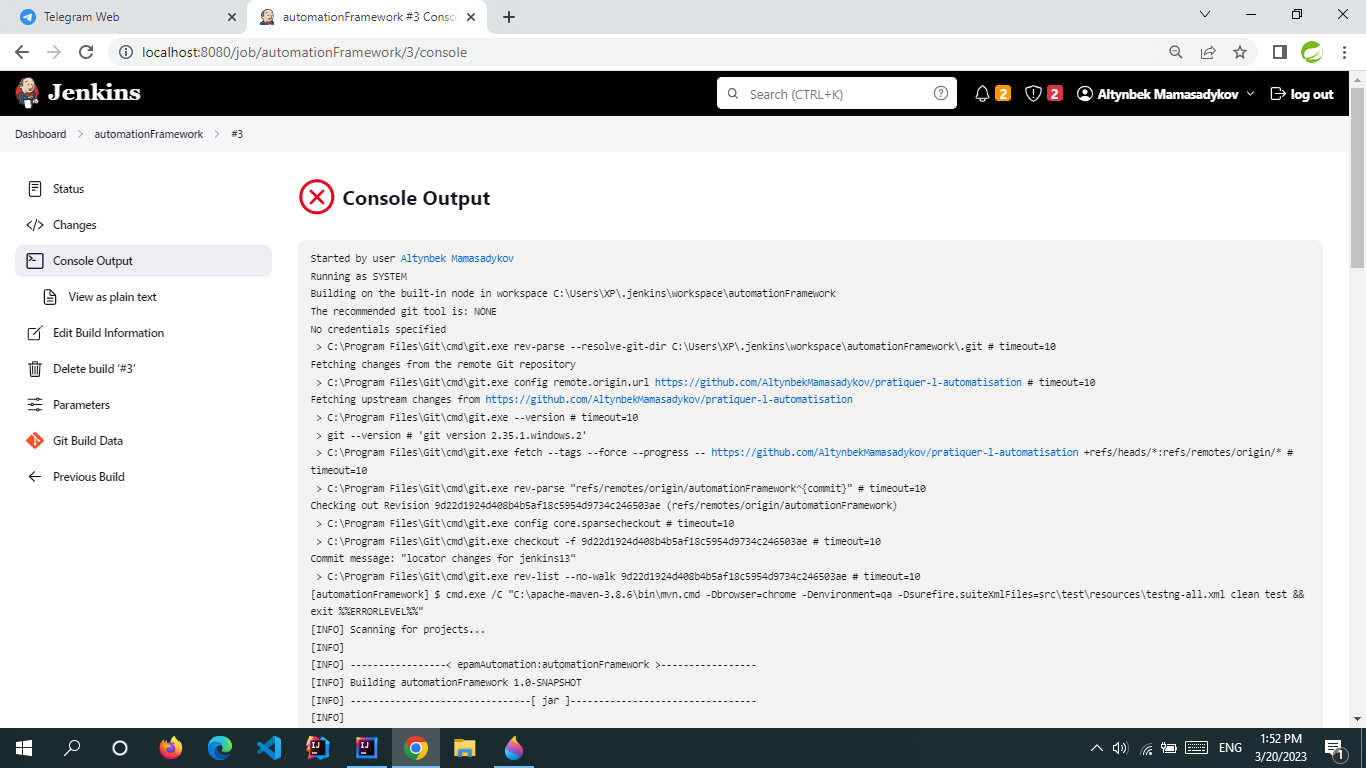 Telegram Web
automationFramework #3 Conso
localhost:8080/job/automationFramework/3/console
Jenkins
Search (CTRL+K)
2
2
Altynbek Mamasadykov
log out
Dashboard
automationFramework
#3
Status
Changes
Console Output
View as plain text
Edit Build Information
Delete build ‘#3’
Parameters
Git Build Data
Previous Build
Console Output
Started by user Altynbek Mamasadykov
Running as SYSTEM
Building on the built-in node in workspace C:\Users\XP\.jenkins\workspace\automationFramework
The recommended git tool is: NONE
No credentials specified
> C:\Program Files\Git\cmd\git.exe rev-parse --resolve-git-dir C:\Users\XP\.jenkins\workspace\automationFramework\.git # timeout=10
Fetching changes from the remote Git repository
> C:\Program Files\Git\cmd\git.exe config remote.origin.url https://github.com/AltynbekMamasadykov/pratiquer-l-automatisation # timeout=10
Fetching upstream changes from https://github.com/AltynbekMamasadykov/pratiquer-l-automatisation
> C:\Program Files\Git\cmd\git.exe --version # timeout=10
> git --version # 'git version 2.35.1.windows.2'
> C:\Program Files\Git\cmd\git.exe fetch --tags --force --progress -- https://github.com/AltynbekMamasadykov/pratiquer-l-automatisation +refs/heads/*:refs/remotes/origin/* #
timeout=10
> C:\Program Files\Git\cmd\git.exe rev-parse "refs/remotes/origin/automationFramework^{commit}" # timeout=10
Checking out Revision 9d22d1924d408b4b5af18c5954d9734c246503ae (refs/remotes/origin/automationFramework)
> C:\Program Files\Git\cmd\git.exe config core.sparsecheckout # timeout=10
> C:\Program Files\Git\cmd\git.exe checkout -f 9d22d1924d408b4b5af18c5954d9734c246503ae # timeout=10
Commit message: "locator changes for jenkins13"
> C:\Program Files\Git\cmd\git.exe rev-list --no-walk 9d22d1924d408b4b5af18c5954d9734c246503ae # timeout=10
[automationFramework] $ cmd.exe /C "C:\apache-maven-3.8.6\bin\mvn.cmd -Dbrowser=chrome -Denvironment=qa -Dsurefire.suiteXmlFiles=src\test\resources\testng-all.xml clean test &&
exit %%ERRORLEVEL%%"
[INFO] Scanning for projects...
[INFO]
[INFO] -----------------< epamAutomation:automationFramework >-----------------
[INFO] Building automationFramework 1.0-SNAPSHOT
[INFO] --------------------------------[ jar ]---------------------------------
[INFO]
ENG
1:52 PM
3/20/2023
1